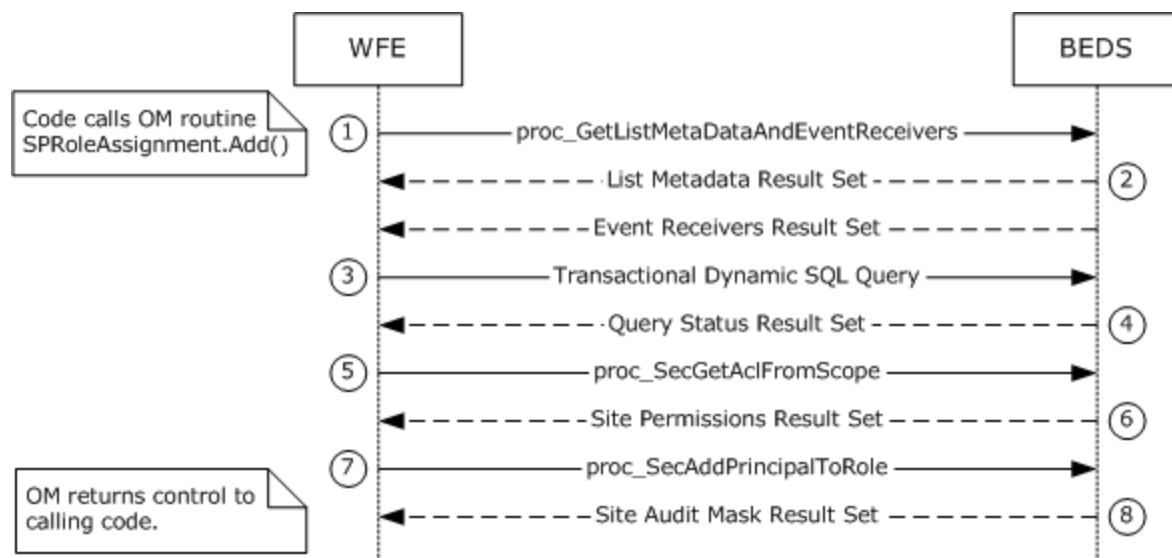 WFE
BEDS
Code calls OM routine
SPRoleAssignment.Add()
1
proc_GetListMetaDataAndEventReceivers
List Metadata Result Set
2
Event Receivers Result Set
3
Transactional Dynamic SQL Query
Query Status Result Set
4
5
proc_SecGetAclFromScope
Site Permissions Result Set
6
7
proc_SecAddPrincipalToRole
OM returns control to
calling code.
Site Audit Mask Result Set
8